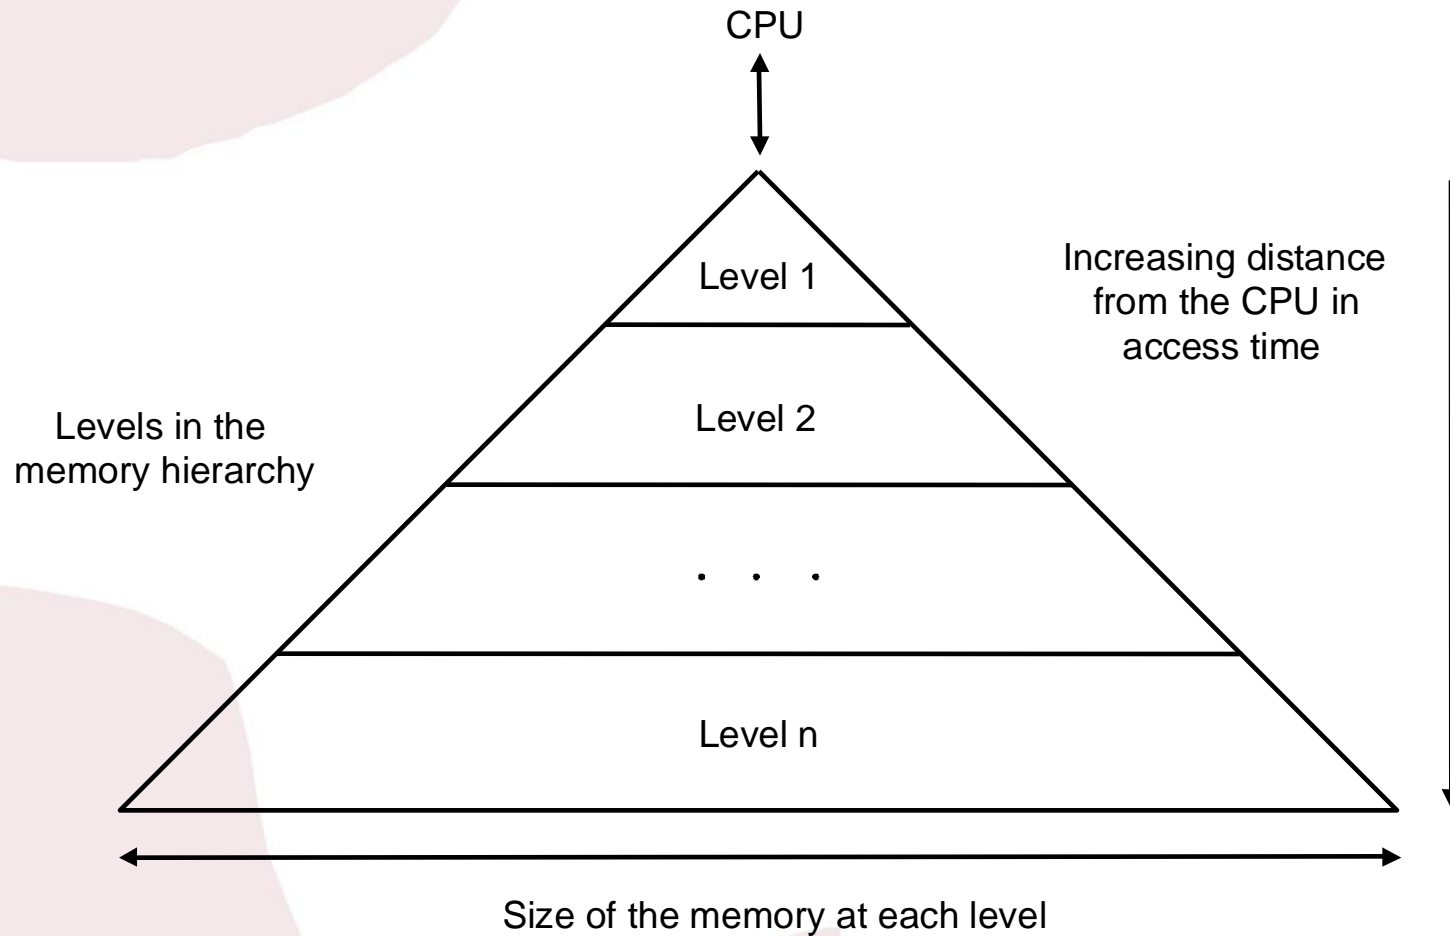 CPU
Level 1
Increasing distance
from the CPU in
access time
Levels in the
memory hierarchy
Level 2
. . .
Level n
Size of the memory at each level